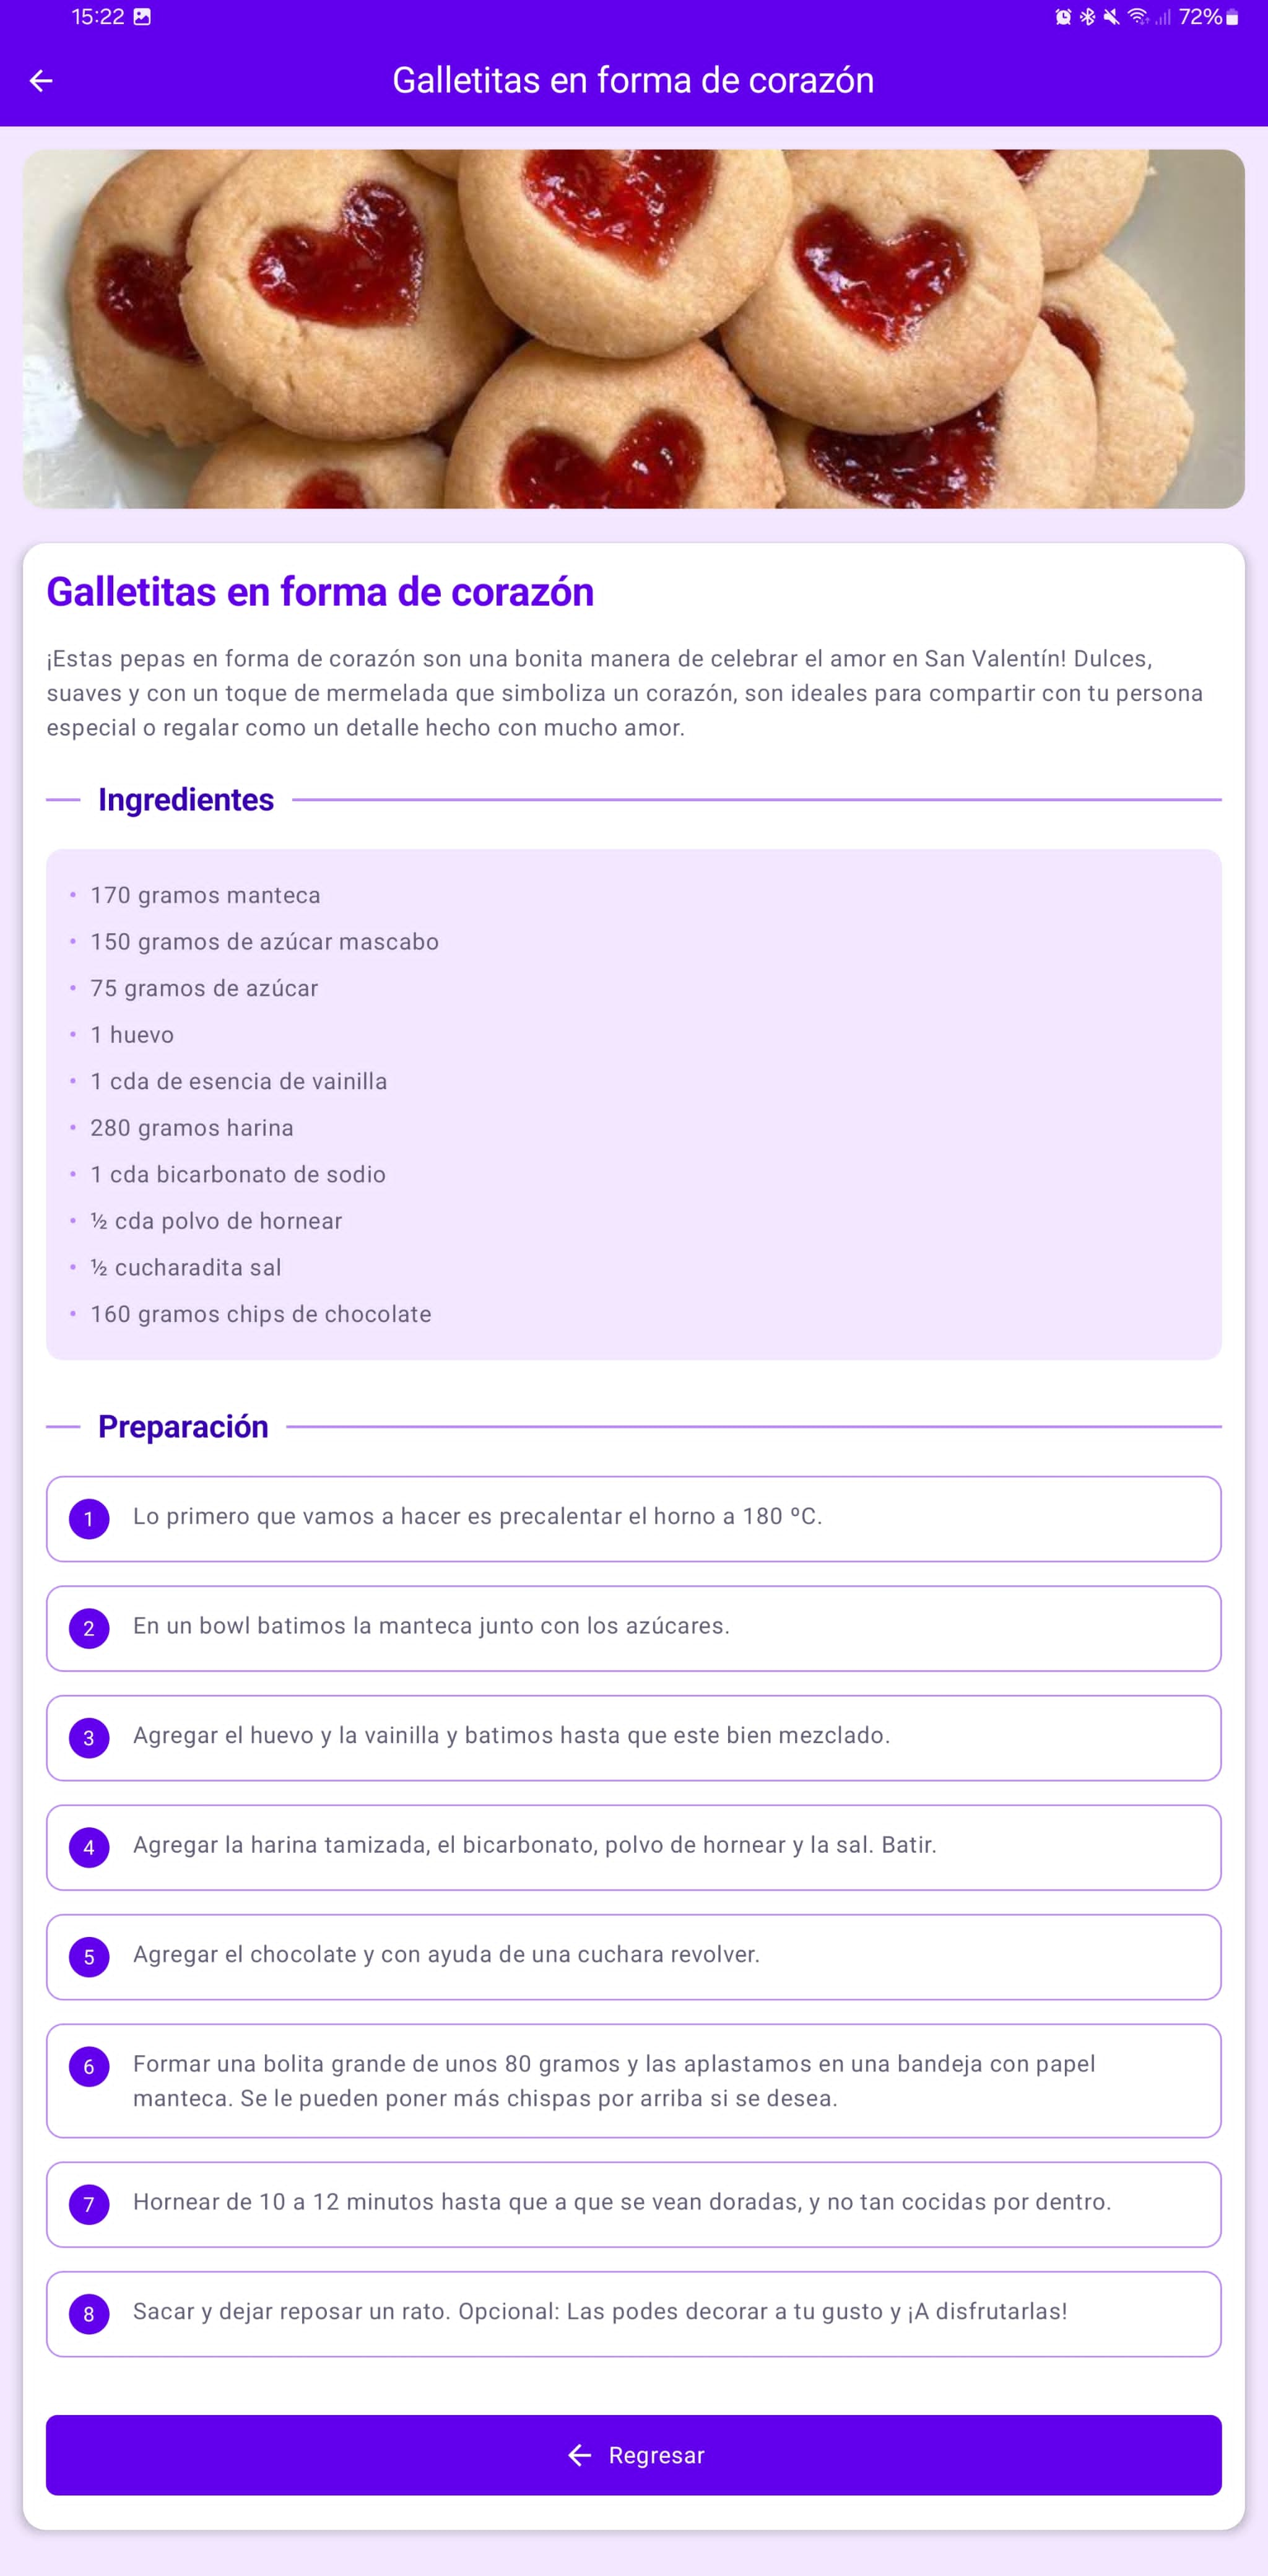 15:22
72%
Galletitas en forma de corazón
Galletitas en forma de corazón
¡Estas pepas en forma de corazón son una bonita manera de celebrar el amor en San Valentín! Dulces,
suaves y con un toque de mermelada que simboliza un corazón, son ideales para compartir con tu persona
especial o regalar como un detalle hecho con mucho amor.
Ingredientes
• 170 gramos manteca
• 150 gramos de azúcar mascabo
• 75 gramos de azúcar
• 1 huevo
• 1 cda de esencia de vainilla
• 280 gramos harina
• 1 cda bicarbonato de sodio
• ½ cda polvo de hornear
• ½ cucharadita sal
• 160 gramos chips de chocolate
Preparación
1 Lo primero que vamos a hacer es precalentar el horno a 180 ºC.
2 En un bowl batimos la manteca junto con los azúcares.
3 Agregar el huevo y la vainilla y batimos hasta que este bien mezclado.
4 Agregar la harina tamizada, el bicarbonato, polvo de hornear y la sal. Batir.
5 Agregar el chocolate y con ayuda de una cuchara revolver.
6 Formar una bolita grande de unos 80 gramos y las aplastamos en una bandeja con papel
manteca. Se le pueden poner más chispas por arriba si se desea.
7 Hornear de 10 a 12 minutos hasta que a que se vean doradas, y no tan cocidas por dentro.
8 Sacar y dejar reposar un rato. Opcional: Las podes decorar a tu gusto y ¡A disfrutarlas!
Regresar